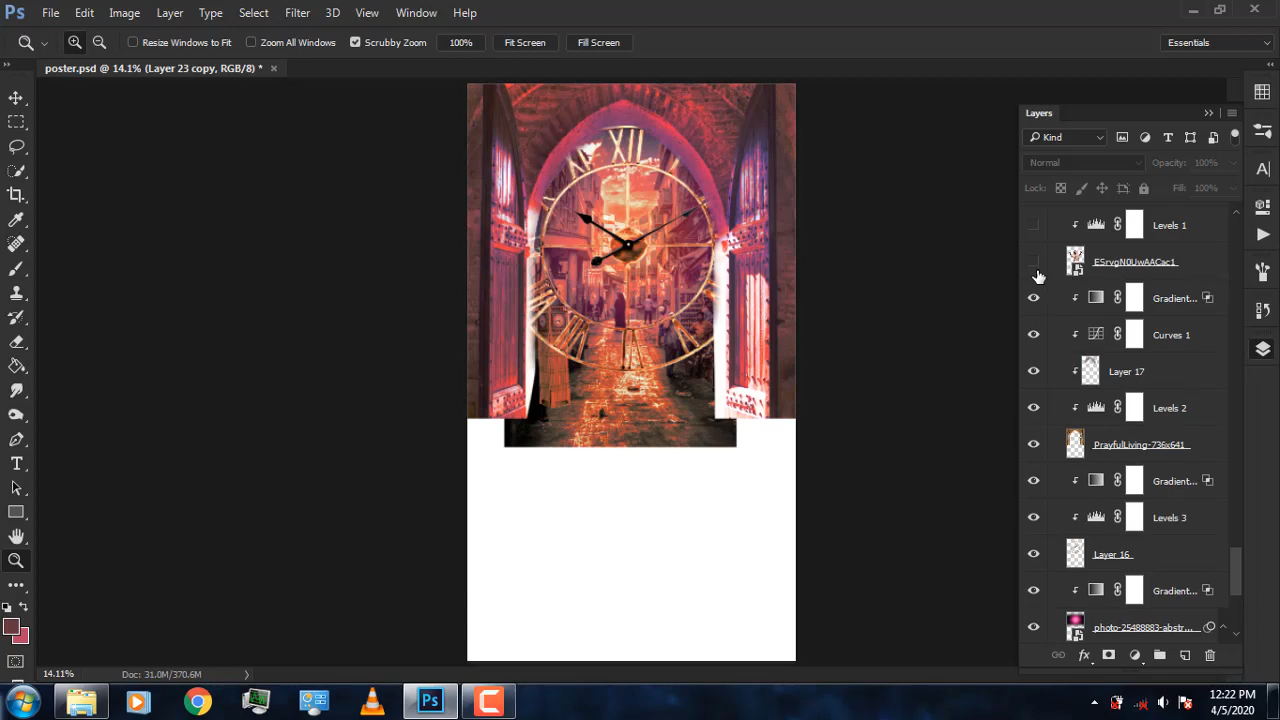 Ps File Edit Image Layer Type Select Filter 3D View Window Help
Resize Windows to Fit Zoom All Windows Scrubby Zoom 100% Fit Screen Fill Screen Essentials
poster.psd @ 14.1% (Layer 23 copy, RGB/8) * ×
Layers
Kind
Normal Opacity: 100%
Lock: Fill: 100%
Levels 1
ESrvgN0UwAACac1
Gradient...
Curves 1
Layer 17
Levels 2
PrayfulLiving-736x641
Gradient...
Levels 3
Layer 16
Gradient...
photo-25488883-abstr...
fx
XII
14.11% Doc: 31.0M/370.6M
Ps
12:22 PM
4/5/2020